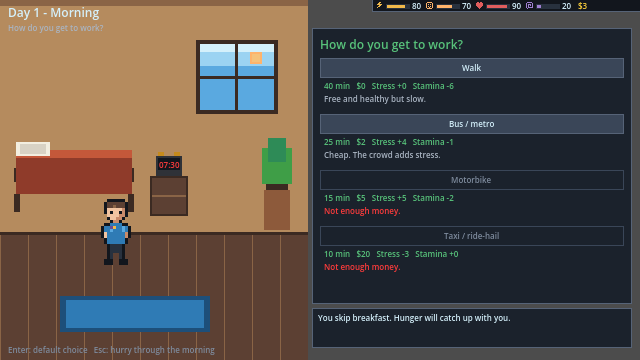 Day 1 - Morning
How do you get to work?
07:30
Enter: default choice Esc: hurry through the morning
80 70 90 20 $3
How do you get to work?
Walk
40 min $0 Stress +0 Stamina -6
Free and healthy but slow.
Bus / metro
25 min $2 Stress +4 Stamina -1
Cheap. The crowd adds stress.
Motorbike
15 min $5 Stress +5 Stamina -2
Not enough money.
Taxi / ride-hail
10 min $20 Stress -3 Stamina +0
Not enough money.
You skip breakfast. Hunger will catch up with you.